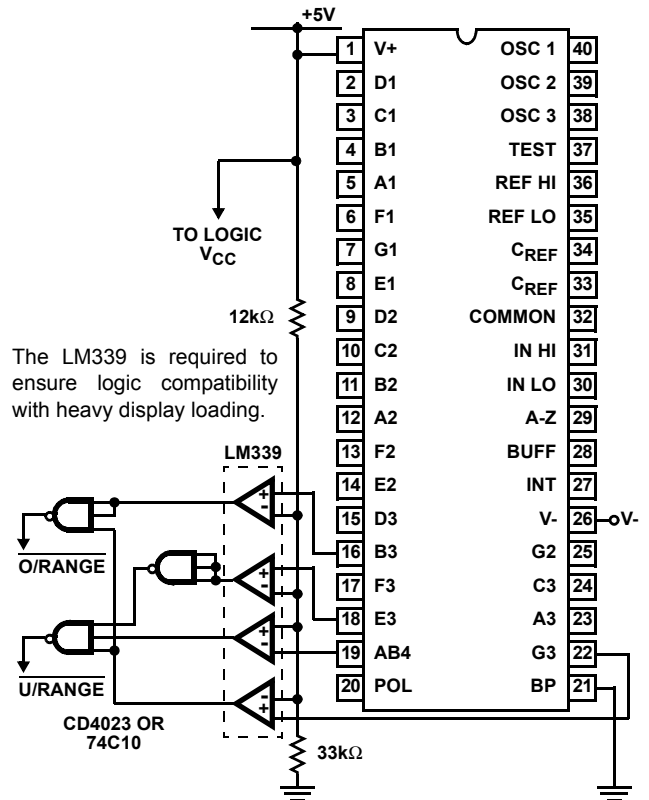 +5V
1 V+ OSC 1 40
2 D1 OSC 2 39
3 C1 OSC 3 38
4 B1 TEST 37
5 A1 REF HI 36
6 F1 REF LO 35
7 G1 CREF 34
8 E1 CREF 33
9 D2 COMMON 32
10 C2 IN HI 31
11 B2 IN LO 30
12 A2 A-Z 29
13 F2 BUFF 28
14 E2 INT 27
15 D3 V- 26 V-
16 B3 G2 25
17 F3 C3 24
18 E3 A3 23
19 AB4 G3 22
20 POL BP 21
TO LOGIC
VCC
12kΩ
The LM339 is required to
ensure logic compatibility
with heavy display loading.
LM339
+
-
+
-
+
-
-
+
O/RANGE
U/RANGE
CD4023 OR
74C10
33kΩ